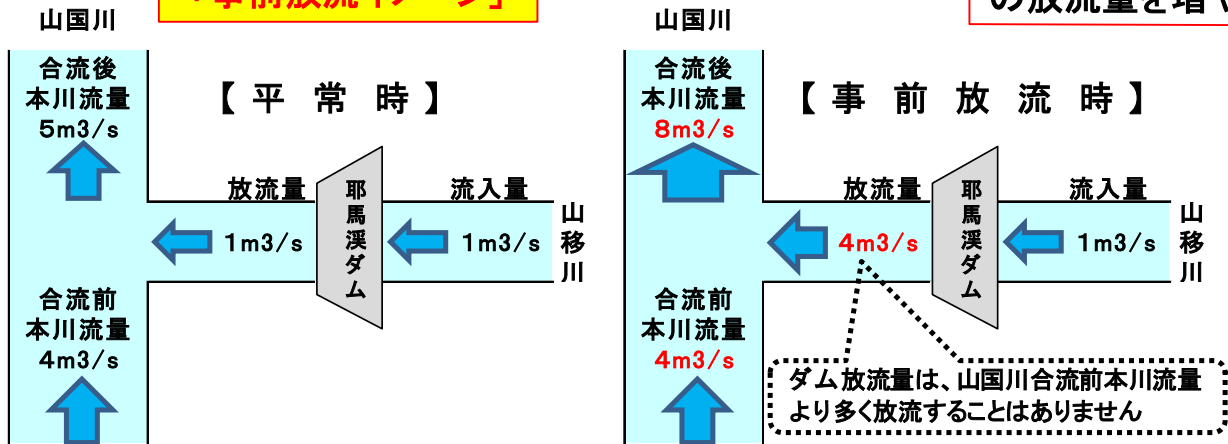 山国川
合流後
本川流量
5m3/s
【平常時】
放流量
1m3/s
耶馬渓ダム
流入量
1m3/s
山移川
合流前
本川流量
4m3/s
山国川
合流後
本川流量
8m3/s
【事前放流時】
放流量
4m3/s
耶馬渓ダム
流入量
1m3/s
山移川
合流前
本川流量
4m3/s
ダム放流量は、山国川合流前本川流量
より多く放流することはありません